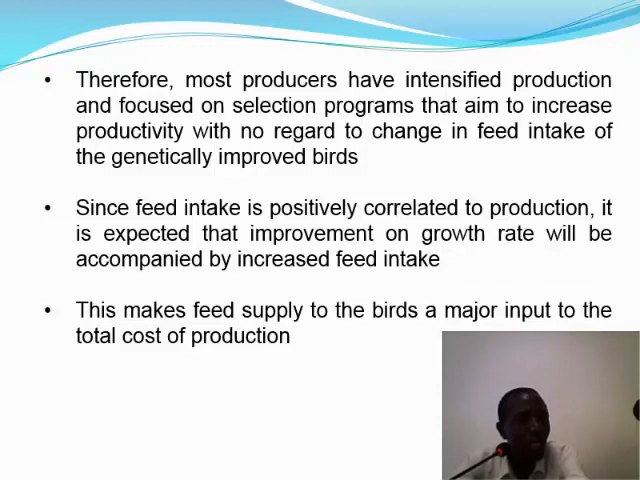 • Therefore, most producers have intensified production
and focused on selection programs that aim to increase
productivity with no regard to change in feed intake of
the genetically improved birds
• Since feed intake is positively correlated to production, it
is expected that improvement on growth rate will be
accompanied by increased feed intake
• This makes feed supply to the birds a major input to the
total cost of production